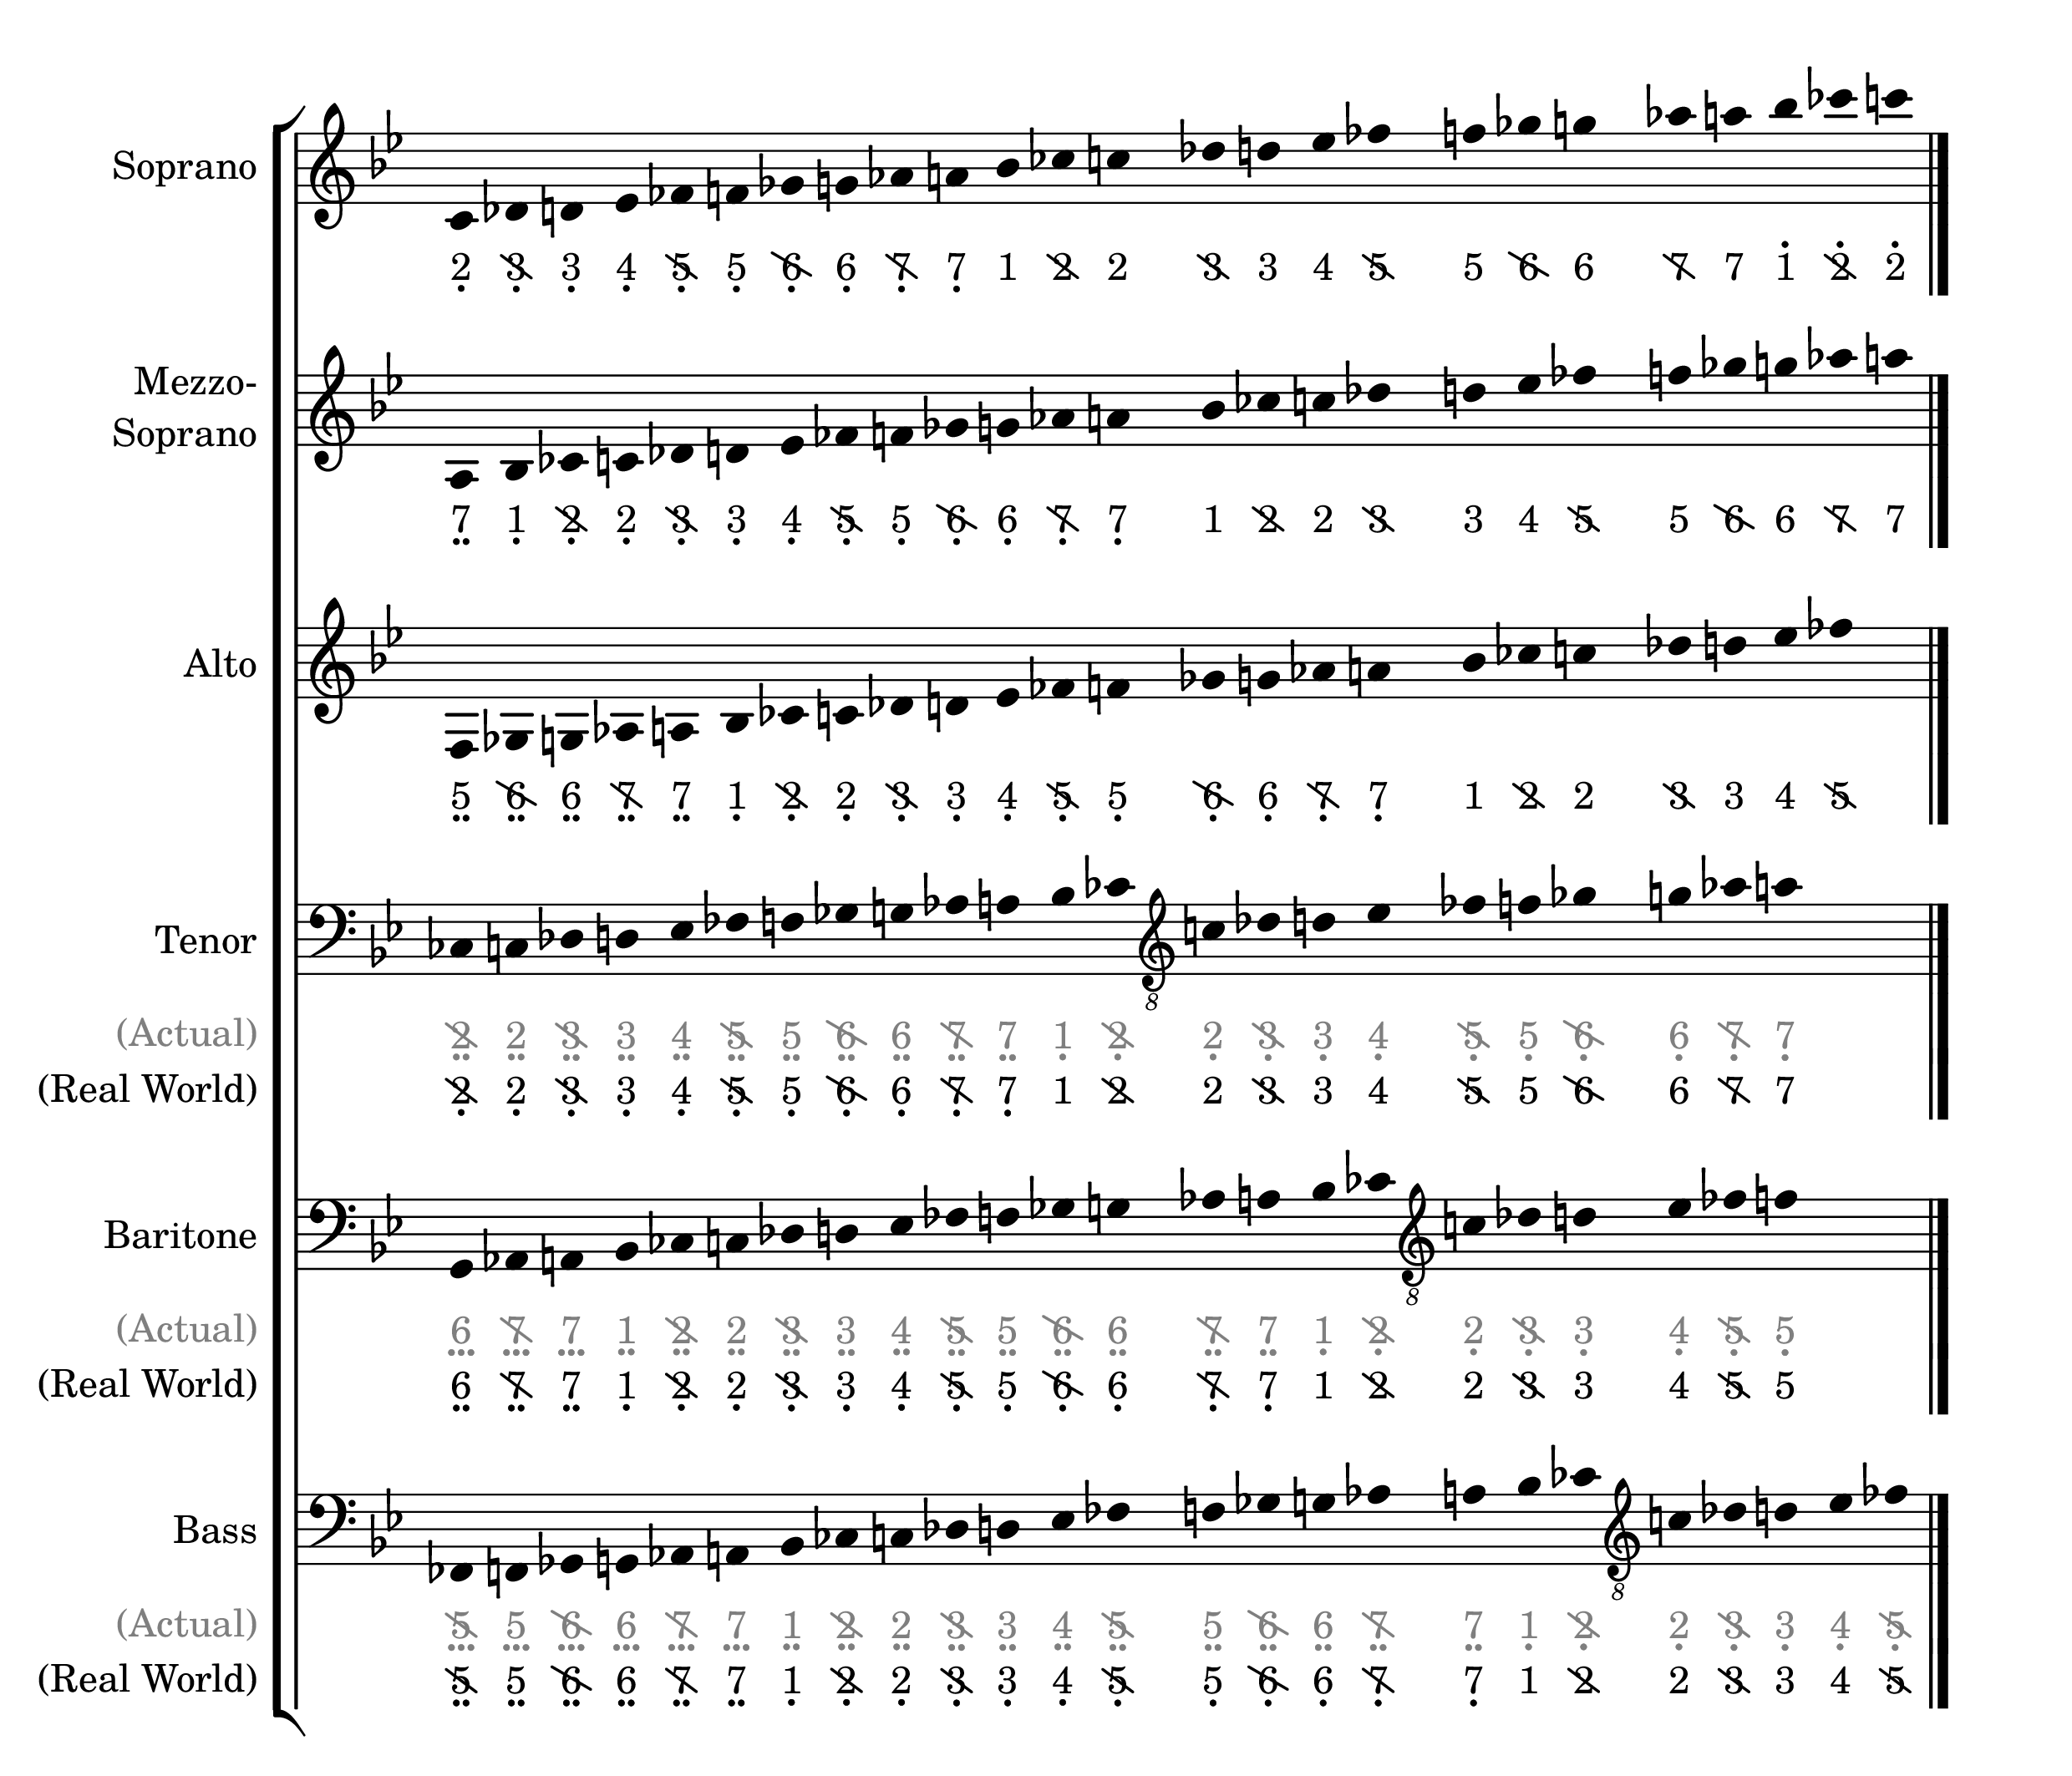 Soprano
2 3 3 4 5 5 6 6 7 7 1 2 2 3 3 4 5 5 6 6 7 7 1 2 2
Mezzo-
Soprano
7 1 2 2 3 3 4 5 5 6 6 7 7 1 2 2 3 3 4 5 5 6 6 7 7
Alto
5 6 6 7 7 1 2 2 3 3 4 5 5 6 6 7 7 1 2 2 3 3 4 5
Tenor
8
(Actual) 2 2 3 3 4 5 5 6 6 7 7 1 2 2 3 3 4 5 5 6 6 7 7
(Real World) 2 2 3 3 4 5 5 6 6 7 7 1 2 2 3 3 4 5 5 6 6 7 7
Baritone
8
(Actual) 6 7 7 1 2 2 3 3 4 5 5 6 6 7 7 1 2 2 3 3 4 5 5
(Real World) 6 7 7 1 2 2 3 3 4 5 5 6 6 7 7 1 2 2 3 3 4 5 5
Bass
8
(Actual) 5 5 6 6 7 7 1 2 2 3 3 4 5 5 6 6 7 7 1 2 2 3 3 4 5
(Real World) 5 5 6 6 7 7 1 2 2 3 3 4 5 5 6 6 7 7 1 2 2 3 3 4 5